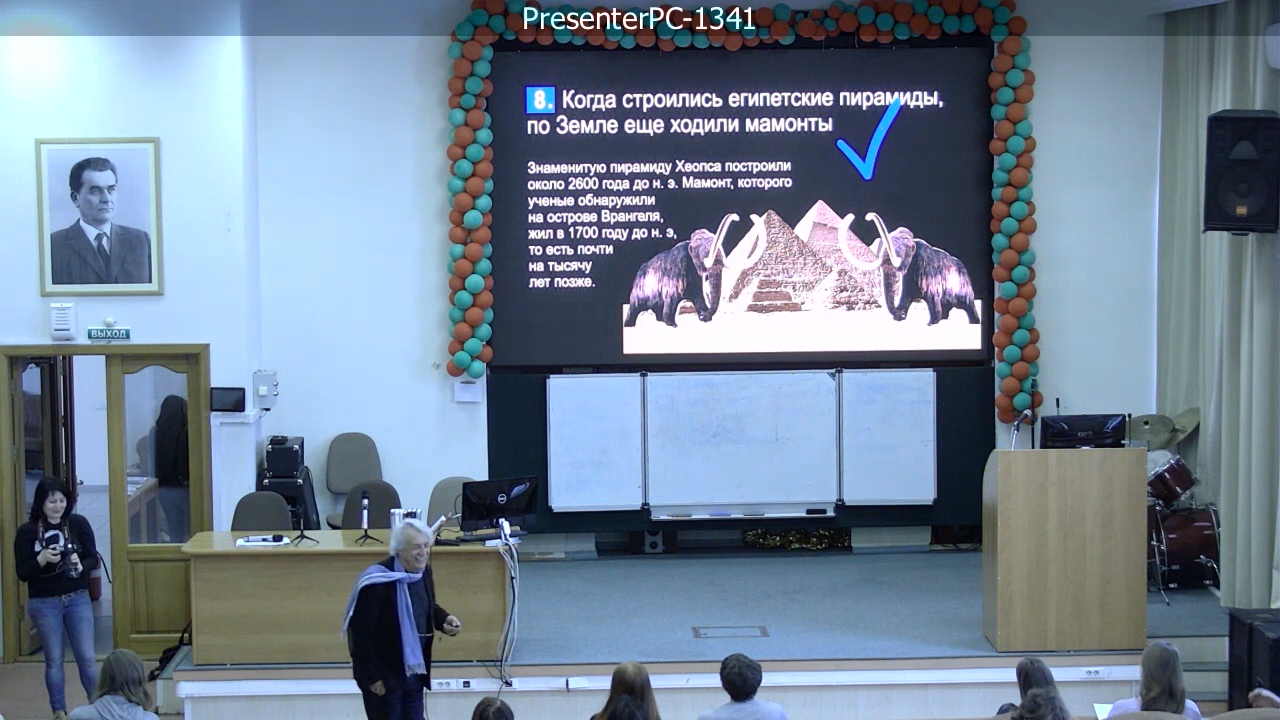 PresenterPC-1341
8. Когда строились египетские пирамиды,
по Земле еще ходили мамонты
Знаменитую пирамиду Хеопса построили
около 2600 года до н. э. Мамонт, которого
ученые обнаружили
на острове Врангеля,
жил в 1700 году до н. э,
то есть почти
на тысячу
лет позже.
ВЫХОД
DELL